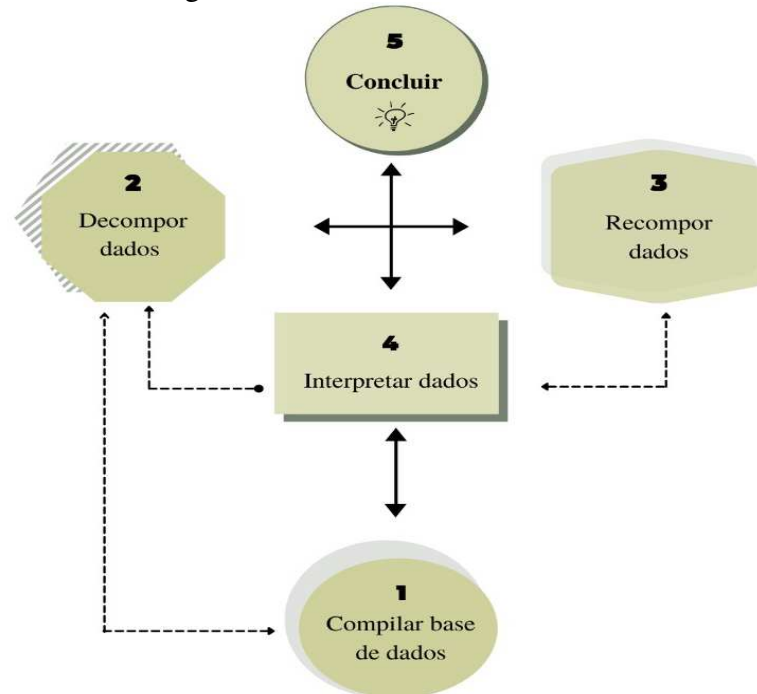 5
Concluir
2
Decompor
dados
3
Recompor
dados
4
Interpretar dados
1
Compilar base
de dados